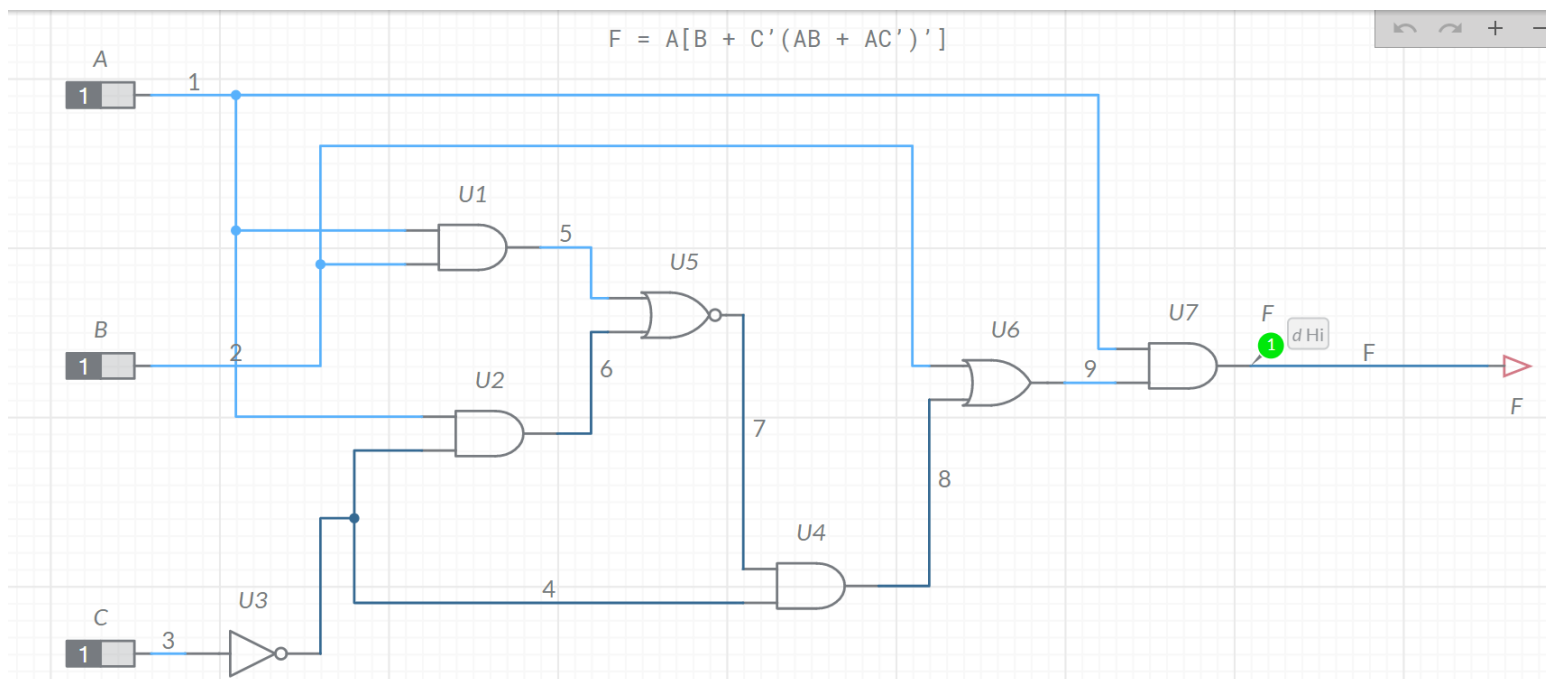 F = A[B + C’(AB + AC’)’]
+ −
A
1
1
U1
5
U5
B
1
2
U2
6
U6
9
U7
F
1
d Hi
F
F
7
8
U4
4
U3
C
1
3